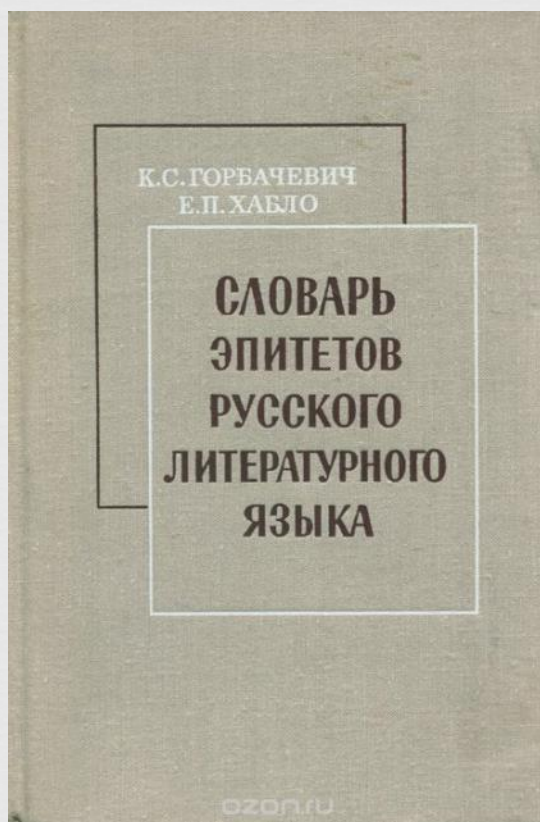 К.С.ГОРБАЧЕВИЧ
Е.П.ХАБЛО
СЛОВАРЬ
ЭПИТЕТОВ
РУССКОГО
ЛИТЕРАТУРНОГО
ЯЗЫКА
ozon.ru